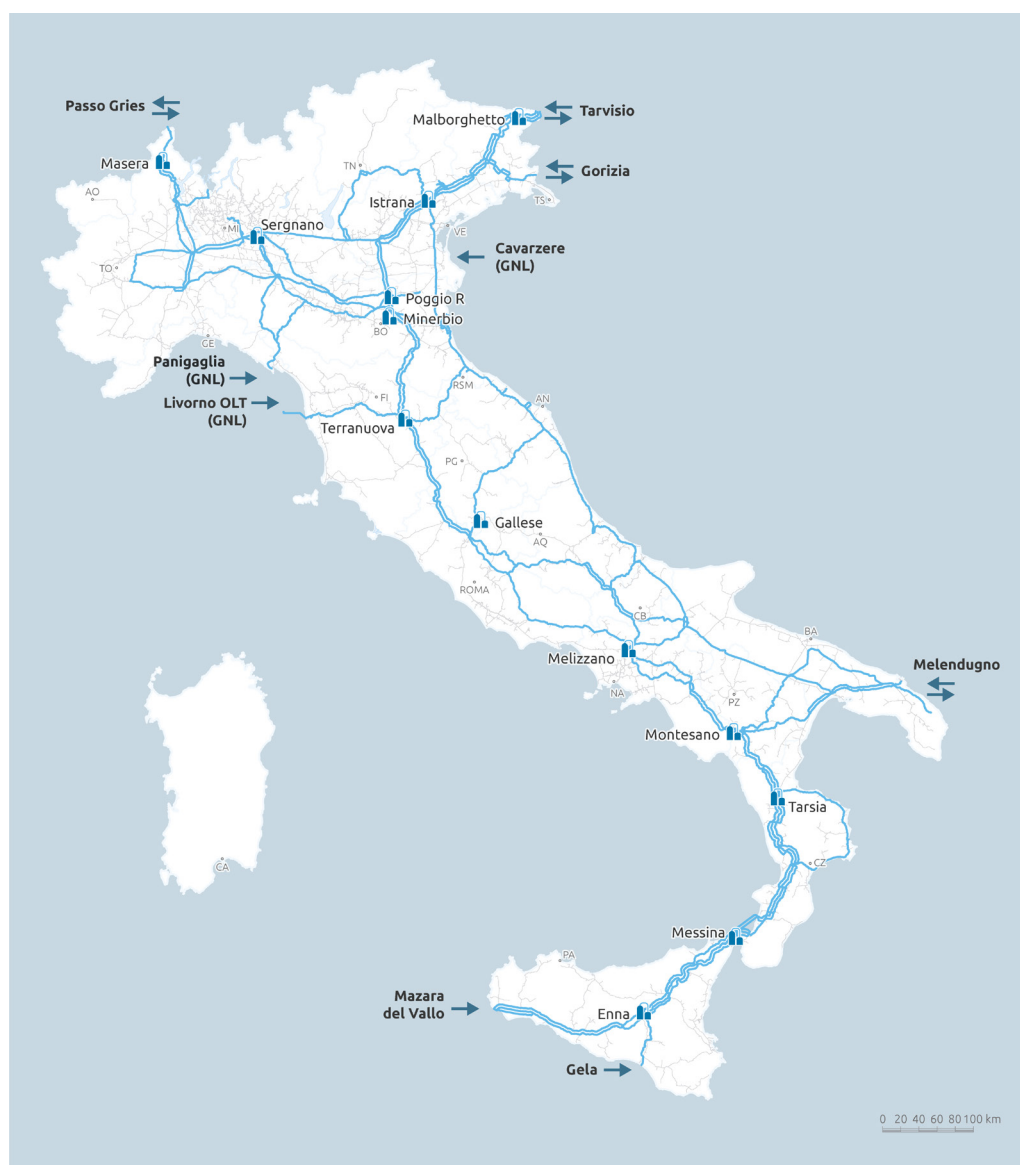 Passo Gries
Tarvisio
Malborghetto
Masera
TN
Gorizia
AO
Istrana
TS
MI
Sergnano
VE
Cavarzere
(GNL)
TO
Poggio R
Minerbio
BO
GE
Panigaglia
(GNL)
RSM
Livorno OLT
(GNL)
FI
AN
Terranuova
PG
Gallese
AQ
ROMA
CB
BA
Melizzano
Melendugno
NA
PZ
Montesano
Tarsia
CA
CZ
Messina
PA
Mazara
del Vallo
Enna
Gela
0 20 40 60 80 100 km